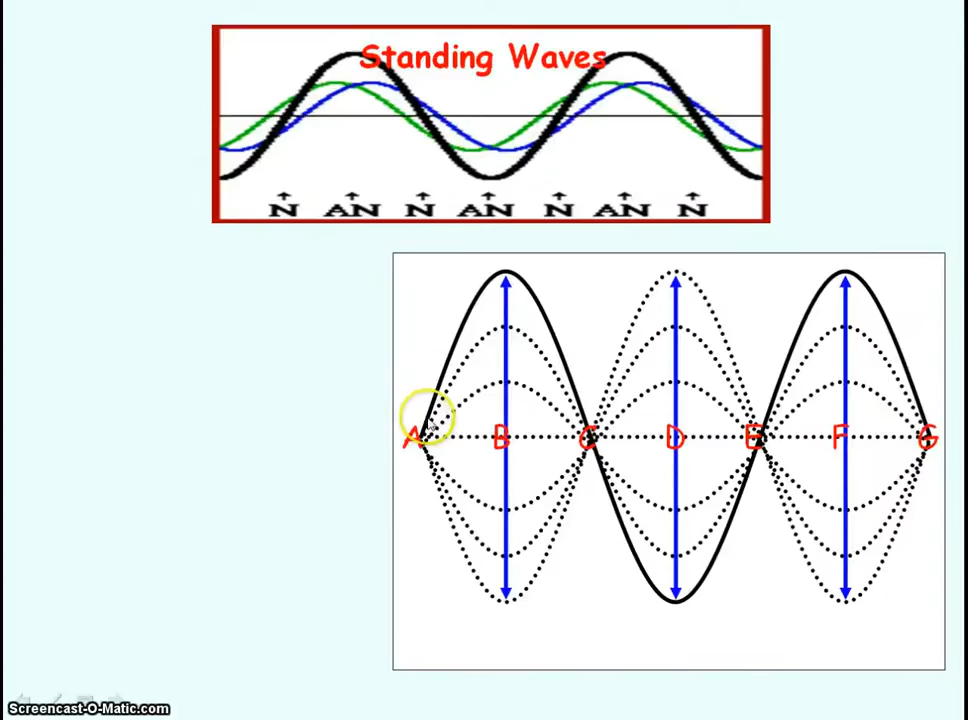 Standing Waves
N AN N AN N AN N
A B C D E F G
Screencast-O-Matic.com